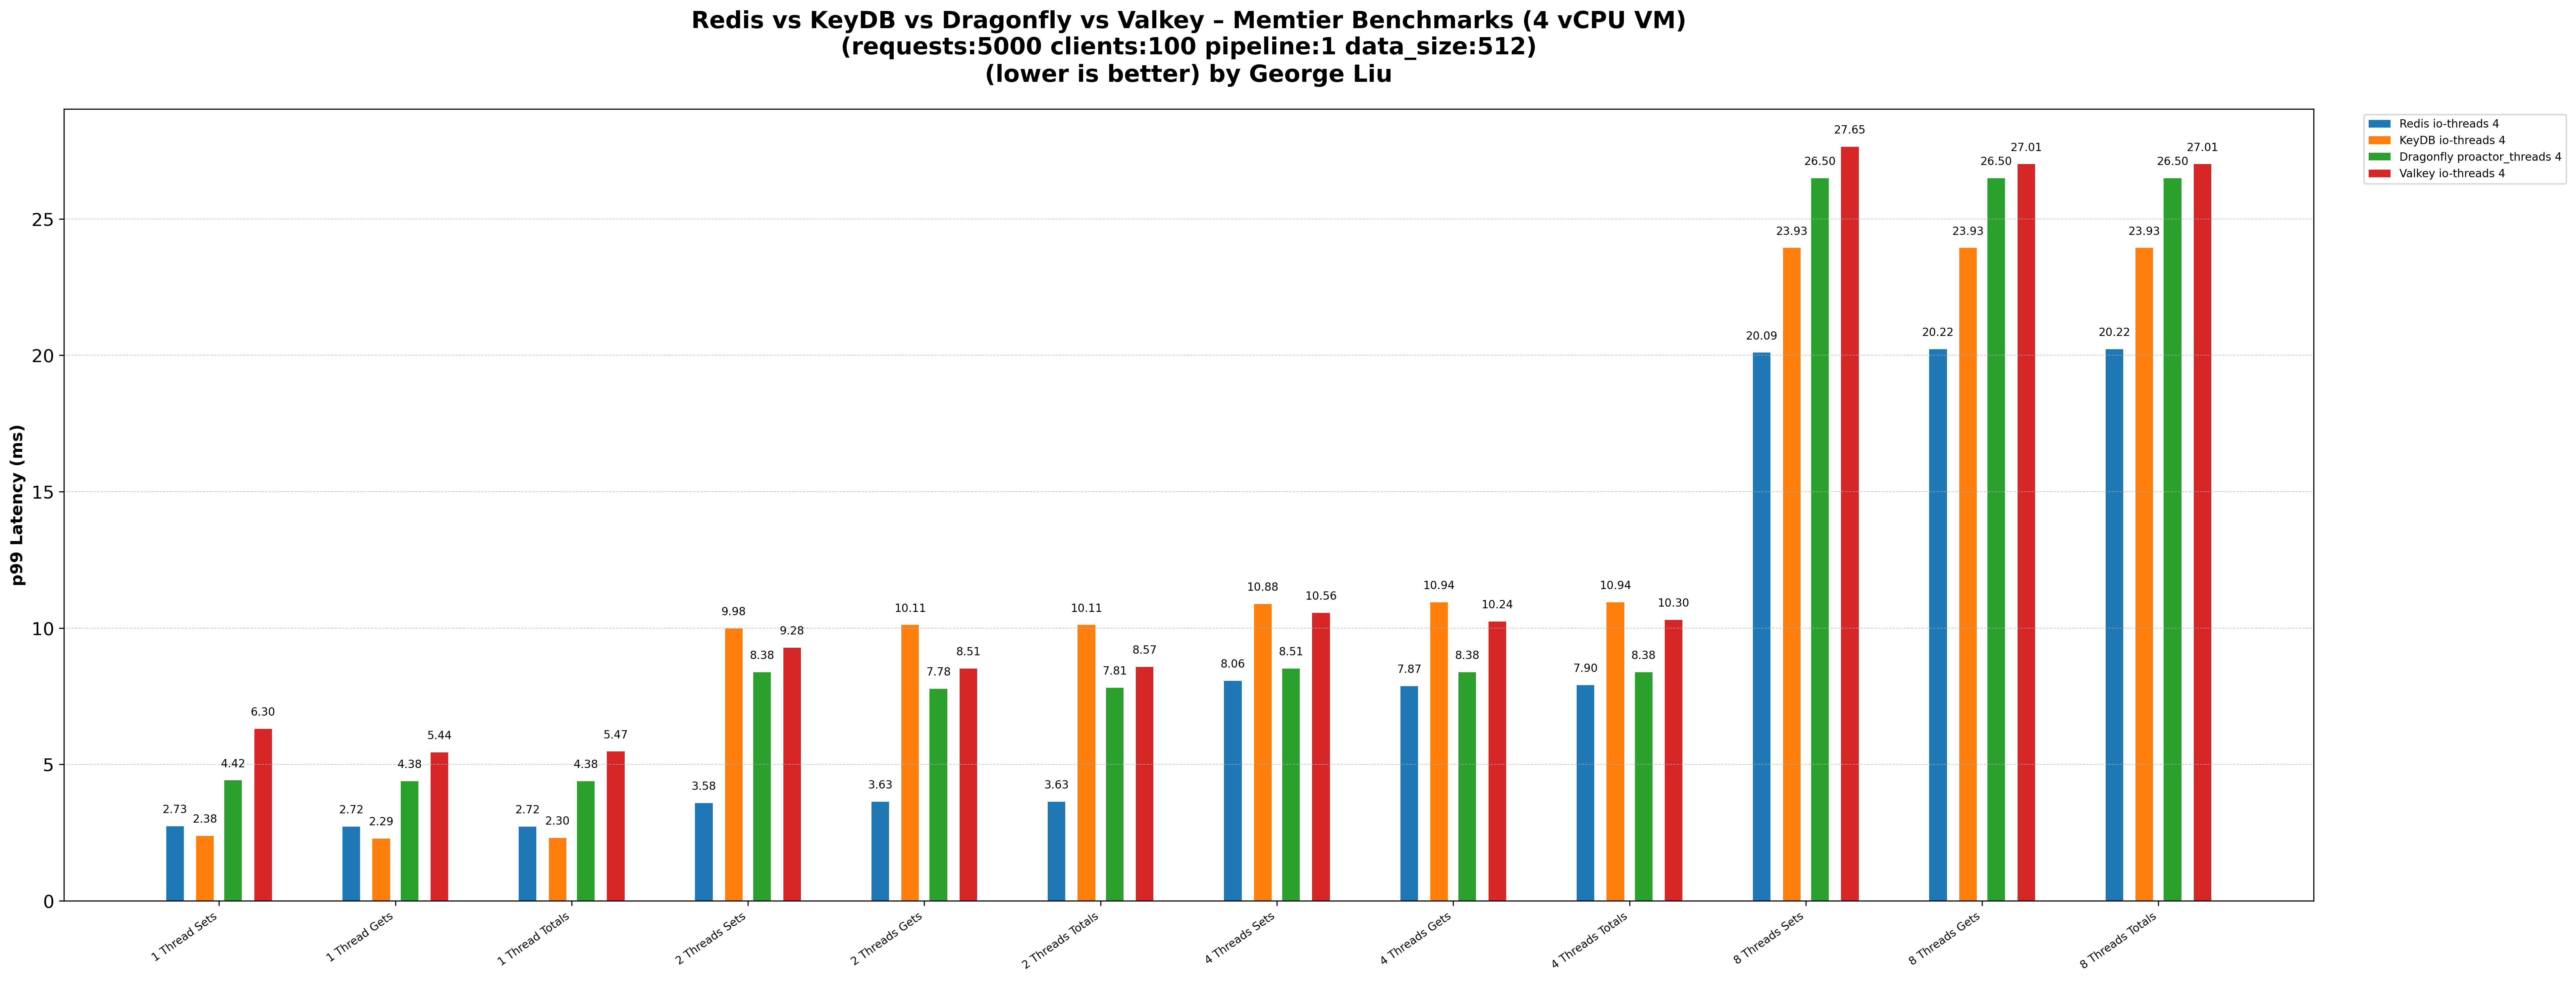 Redis vs KeyDB vs Dragonfly vs Valkey – Memtier Benchmarks (4 vCPU VM)
(requests:5000 clients:100 pipeline:1 data_size:512)
(lower is better) by George Liu
Redis io-threads 4
KeyDB io-threads 4
Dragonfly proactor_threads 4
Valkey io-threads 4
p99 Latency (ms)
25
20
15
10
5
0
2.73 2.38 4.42 6.30
2.72 2.29 4.38 5.44
2.72 2.30 4.38 5.47
3.58 9.98 8.38 9.28
3.63 10.11 7.78 8.51
3.63 10.11 7.81 8.57
8.06 10.88 8.51 10.56
7.87 10.94 8.38 10.24
7.90 10.94 8.38 10.30
20.09 23.93 26.50 27.65
20.22 23.93 26.50 27.01
20.22 23.93 26.50 27.01
1 Thread Sets
1 Thread Gets
1 Thread Totals
2 Threads Sets
2 Threads Gets
2 Threads Totals
4 Threads Sets
4 Threads Gets
4 Threads Totals
8 Threads Sets
8 Threads Gets
8 Threads Totals